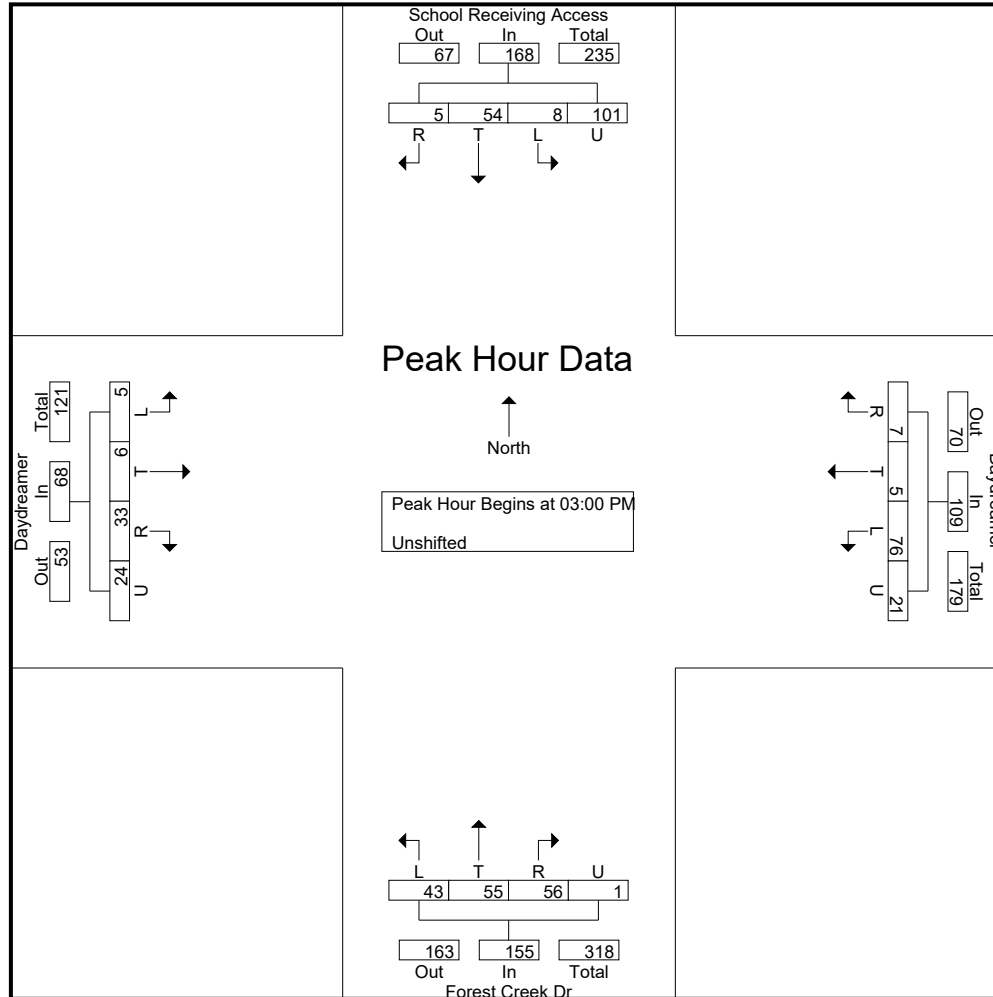 School Receiving Access
Out In Total
67 168 235
5 54 8 101
R T L U
Peak Hour Data
North
Peak Hour Begins at 03:00 PM
Unshifted
Daydreamer
Total In Out
121 68 53
5 6 33 24
L T R U
Out In Total
70 109 179
7 5 76 21
R T L U
L T R U
43 55 56 1
163 155 318
Out In Total
Forest Creek Dr